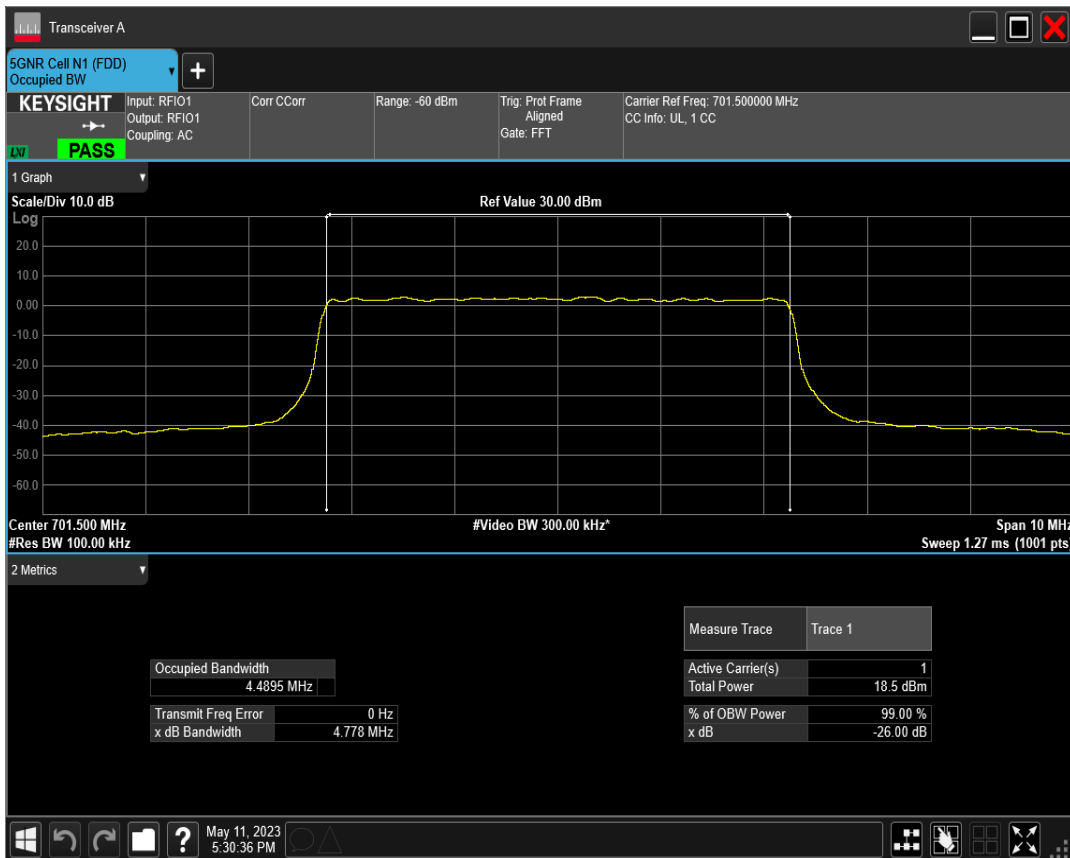 Transceiver A
5GNR Cell N1 (FDD)
Occupied BW
+
KEYSIGHT
LXI
PASS
Input: RFIO1
Output: RFIO1
Coupling: AC
Corr CCorr
Range: -60 dBm
Trig: Prot Frame
Aligned
Gate: FFT
Carrier Ref Freq: 701.500000 MHz
CC Info: UL, 1 CC
1 Graph
Scale/Div 10.0 dB
Ref Value 30.00 dBm
Log
20.0
10.0
0.00
-10.0
-20.0
-30.0
-40.0
-50.0
-60.0
Center 701.500 MHz
#Video BW 300.00 kHz*
Span 10 MHz
#Res BW 100.00 kHz
Sweep 1.27 ms (1001 pts)
2 Metrics
Measure Trace Trace 1
Occupied Bandwidth
4.4895 MHz
Active Carrier(s) 1
Total Power 18.5 dBm
Transmit Freq Error 0 Hz
x dB Bandwidth 4.778 MHz
% of OBW Power 99.00 %
x dB -26.00 dB
?
May 11, 2023
5:30:36 PM